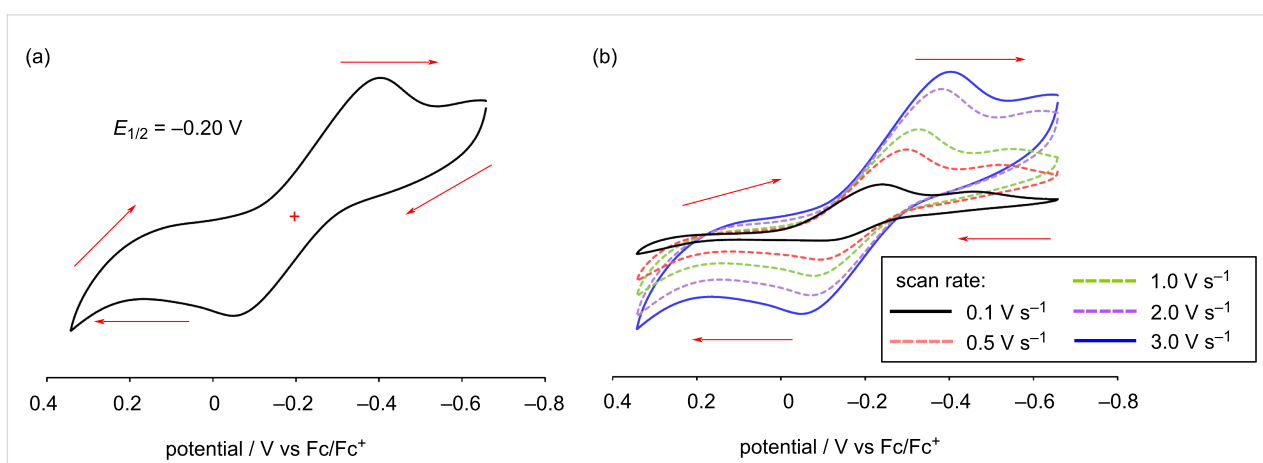 (a)
E1/2 = –0.20 V
0.4 0.2 0 –0.2 –0.4 –0.6 –0.8
potential / V vs Fc/Fc+
(b)
scan rate:
0.1 V s–1
0.5 V s–1
1.0 V s–1
2.0 V s–1
3.0 V s–1
0.4 0.2 0 –0.2 –0.4 –0.6 –0.8
potential / V vs Fc/Fc+